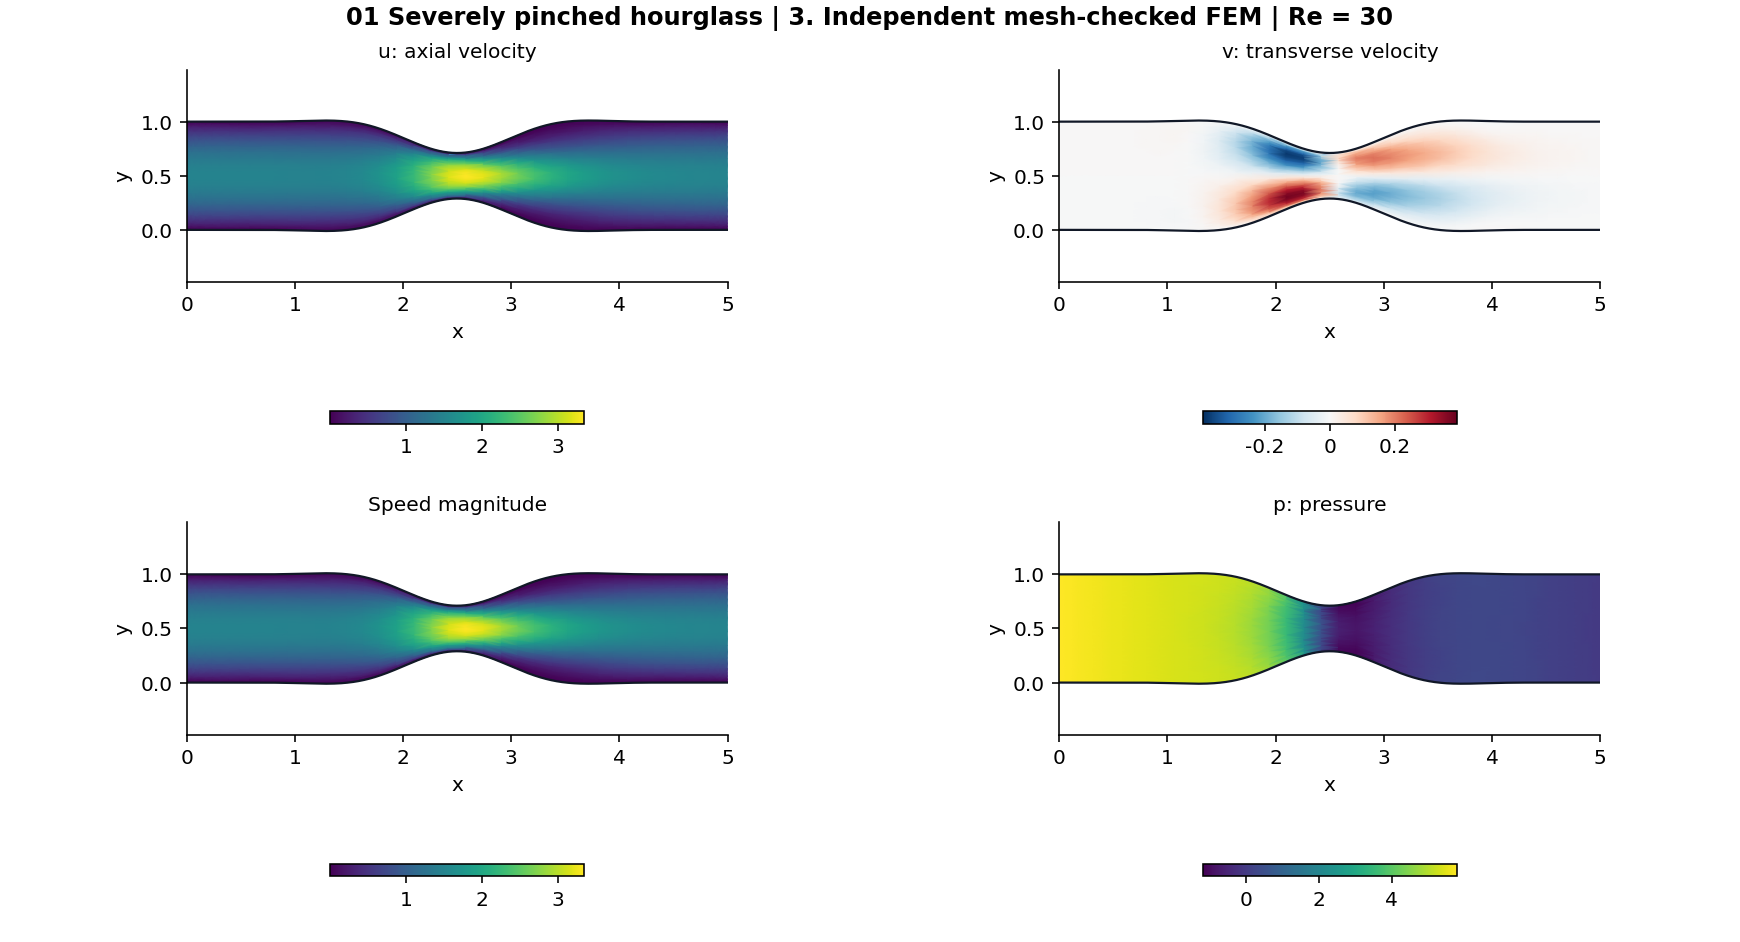 01 Severely pinched hourglass | 3. Independent mesh-checked FEM | Re = 30
u: axial velocity
y
1.0
0.5
0.0
0 1 2 3 4 5
x
1 2 3
v: transverse velocity
y
1.0
0.5
0.0
0 1 2 3 4 5
x
-0.2 0 0.2
Speed magnitude
y
1.0
0.5
0.0
0 1 2 3 4 5
x
1 2 3
p: pressure
y
1.0
0.5
0.0
0 1 2 3 4 5
x
0 2 4